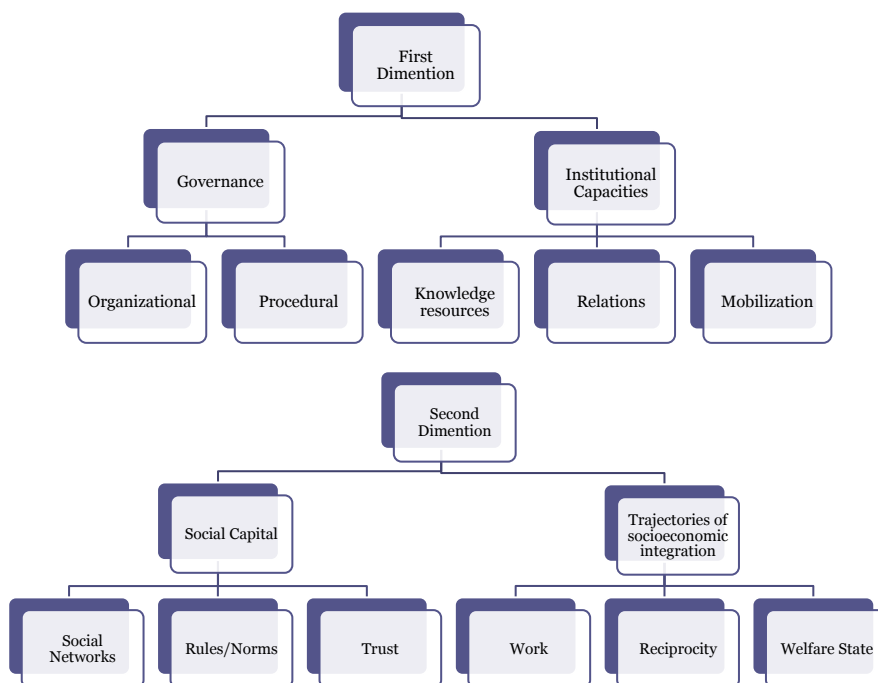 First
Dimention
Governance
Institutional
Capacities
Organizational
Procedural
Knowledge
resources
Relations
Mobilization
Second
Dimention
Social Capital
Trajectories of
socioeconomic
integration
Social
Networks
Rules/Norms
Trust
Work
Reciprocity
Welfare State